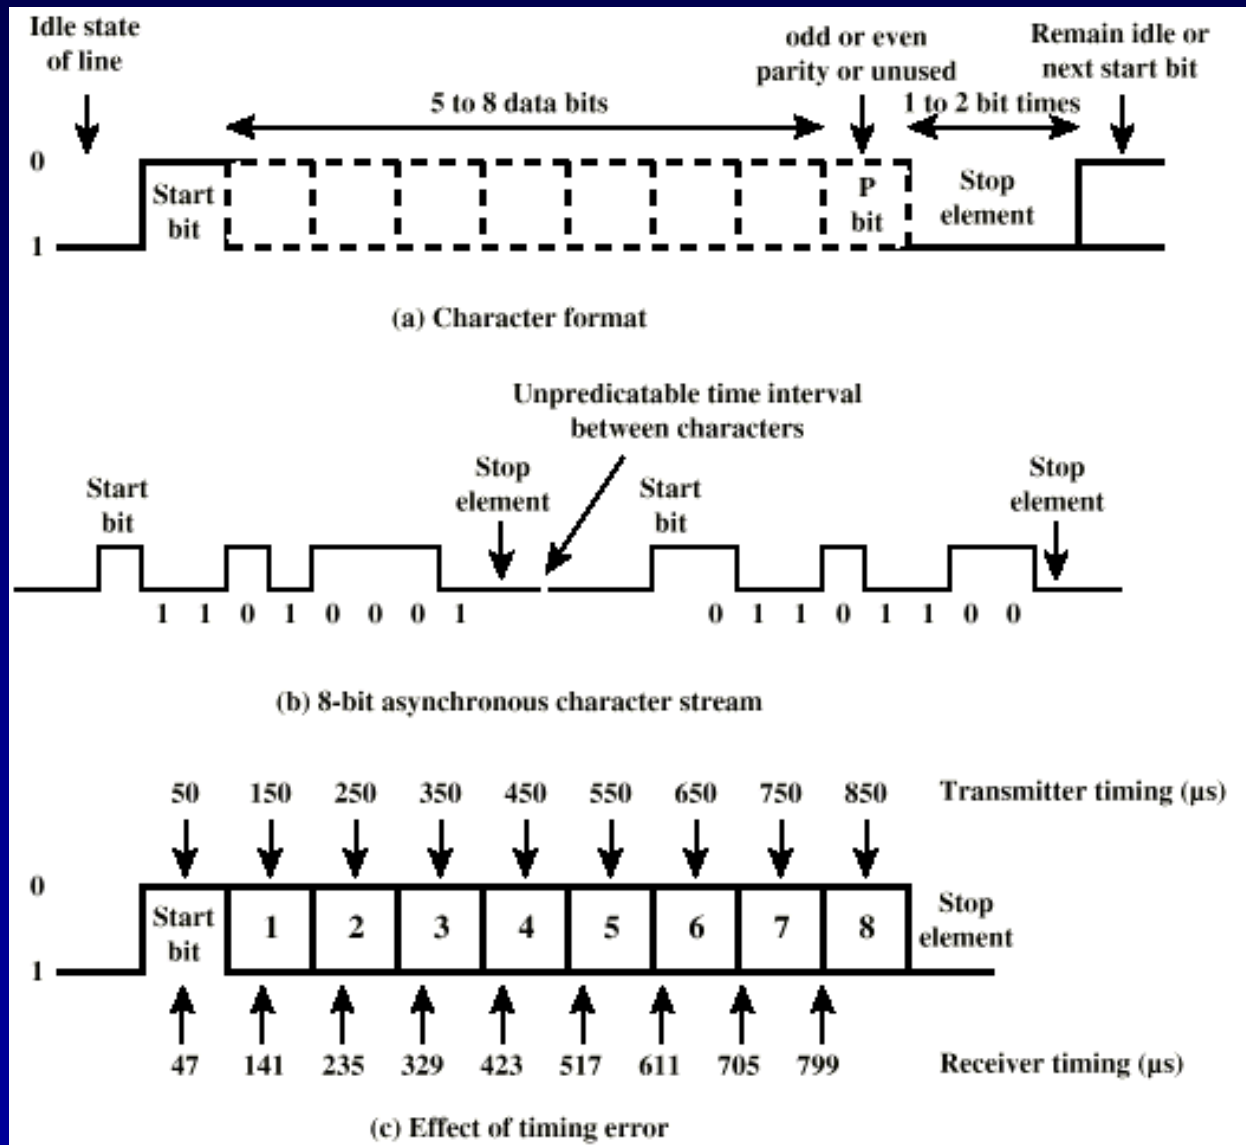 Idle state
of line
5 to 8 data bits
odd or even
parity or unused
Remain idle or
next start bit
1 to 2 bit times
0
1
Start
bit
P
bit
Stop
element
(a) Character format
Unpredicatable time interval
between characters
Start
bit
Stop
element
Start
bit
Stop
element
1 1 0 1 0 0 0 1
0 1 1 0 1 1 0 0
(b) 8-bit asynchronous character stream
50 150 250 350 450 550 650 750 850 Transmitter timing (µs)
0
1
Start
bit
1 2 3 4 5 6 7 8
Stop
element
47 141 235 329 423 517 611 705 799 Receiver timing (µs)
(c) Effect of timing error